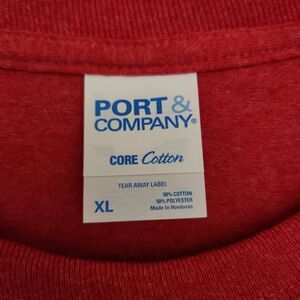 PORT &
COMPANY®
CORE Cotton
TEAR AWAY LABEL
XL
50% COTTON
50% POLYESTER
Made in Honduras